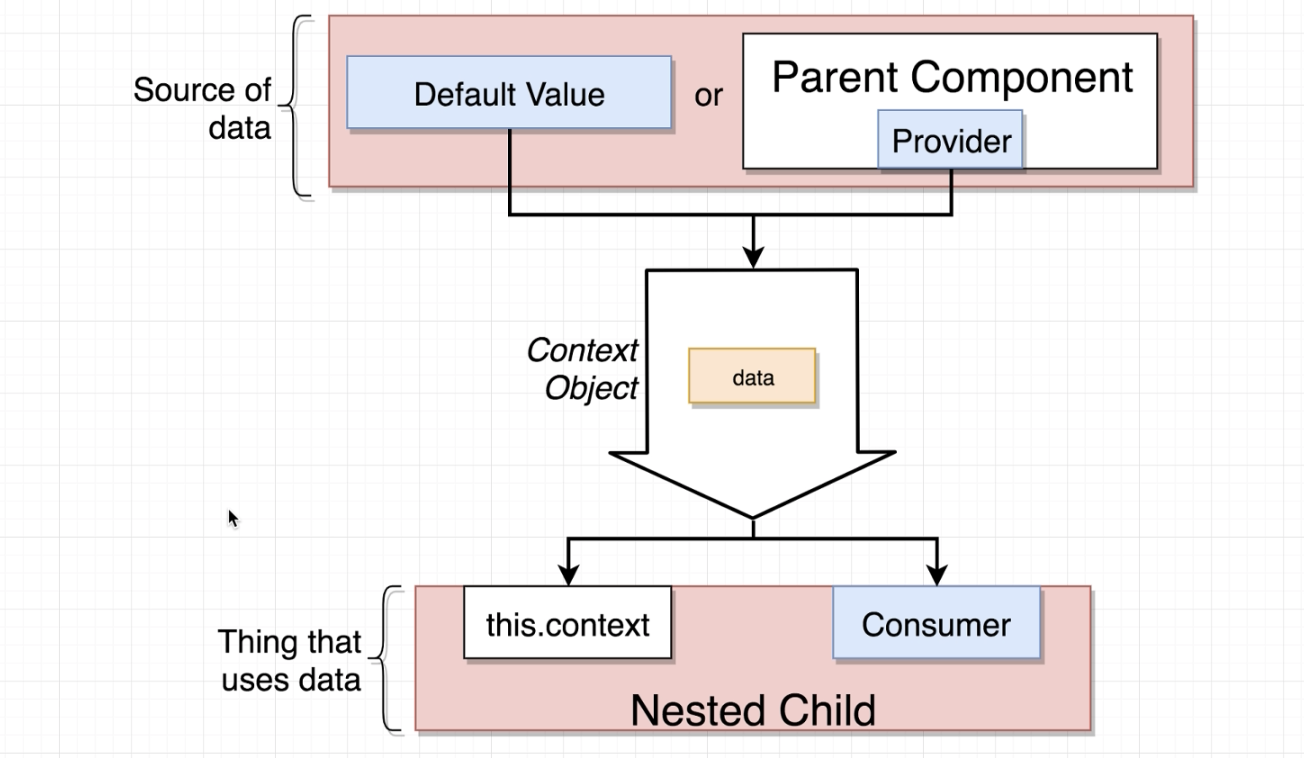 Source of
data
Default Value
or
Parent Component
Provider
Context
Object
data
Thing that
uses data
this.context
Consumer
Nested Child